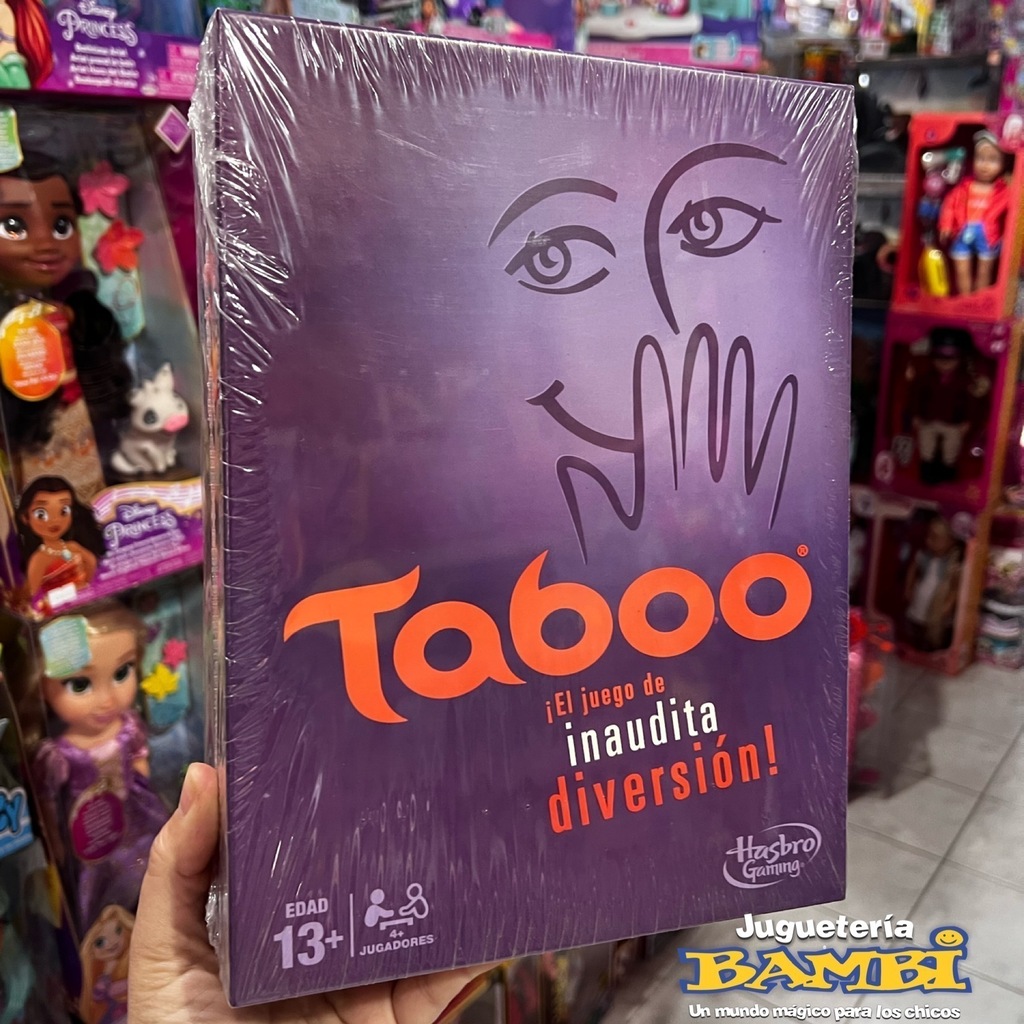 Disney
PRINCESS
Taboo®
¡El juego de
inaudita
diversión!
Hasbro
Gaming
EDAD
13+
4+
JUGADORES
Disney
PRINCESS
Juguetería
BAMBI
Un mundo mágico para los chicos